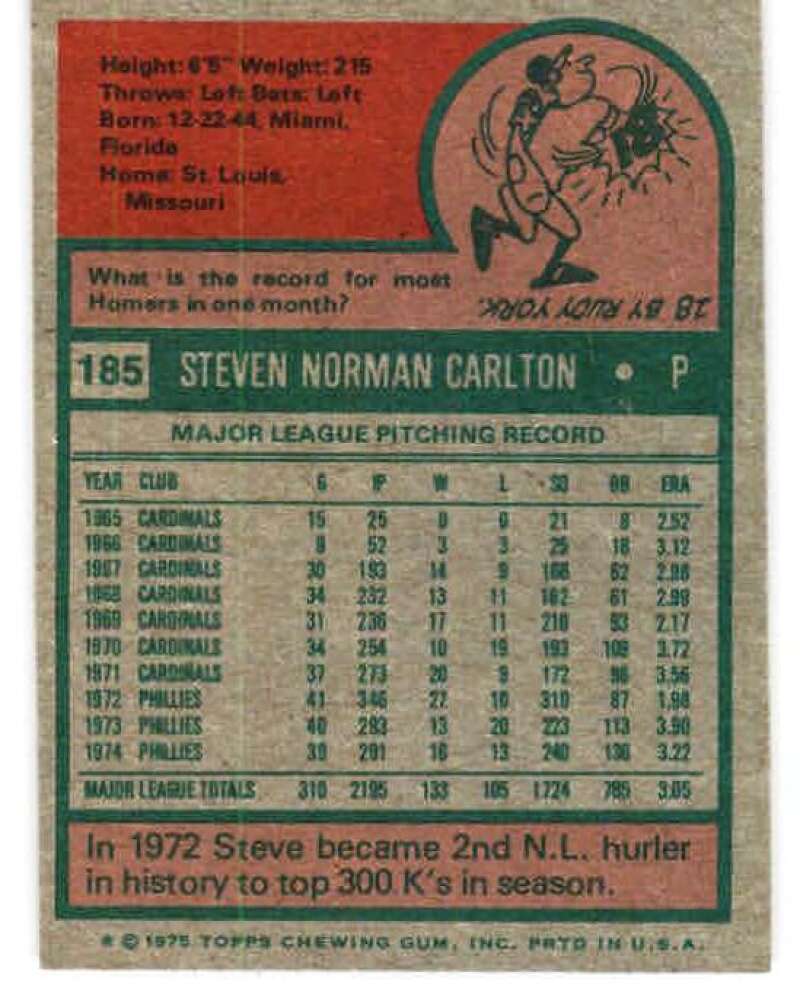 Height: 6'5" Weight: 215
Throws: Left Bats: Left
Born: 12-22-44, Miami,
Florida
Home: St. Louis,
Missouri
18
What is the record for most
Homers in one month?
18 BY RUDY YORK.
185 STEVEN NORMAN CARLTON • P
MAJOR LEAGUE PITCHING RECORD
YEAR CLUB G IP W L SO BB ERA
1965 CARDINALS 15 25 0 0 21 8 2.52
1966 CARDINALS 9 52 3 3 25 18 3.12
1967 CARDINALS 30 193 14 9 168 62 2.98
1968 CARDINALS 34 232 13 11 162 61 2.99
1969 CARDINALS 31 236 17 11 210 93 2.17
1970 CARDINALS 34 254 10 19 193 109 3.72
1971 CARDINALS 37 273 20 9 172 98 3.56
1972 PHILLIES 41 346 27 10 310 87 1.98
1973 PHILLIES 40 293 13 20 223 113 3.90
1974 PHILLIES 39 291 16 13 240 136 3.22
MAJOR LEAGUE TOTALS 310 2195 133 105 1724 785 3.05
In 1972 Steve became 2nd N.L. hurler
in history to top 300 K's in season.
* © 1975 TOPPS CHEWING GUM, INC. PRTD IN U.S.A.